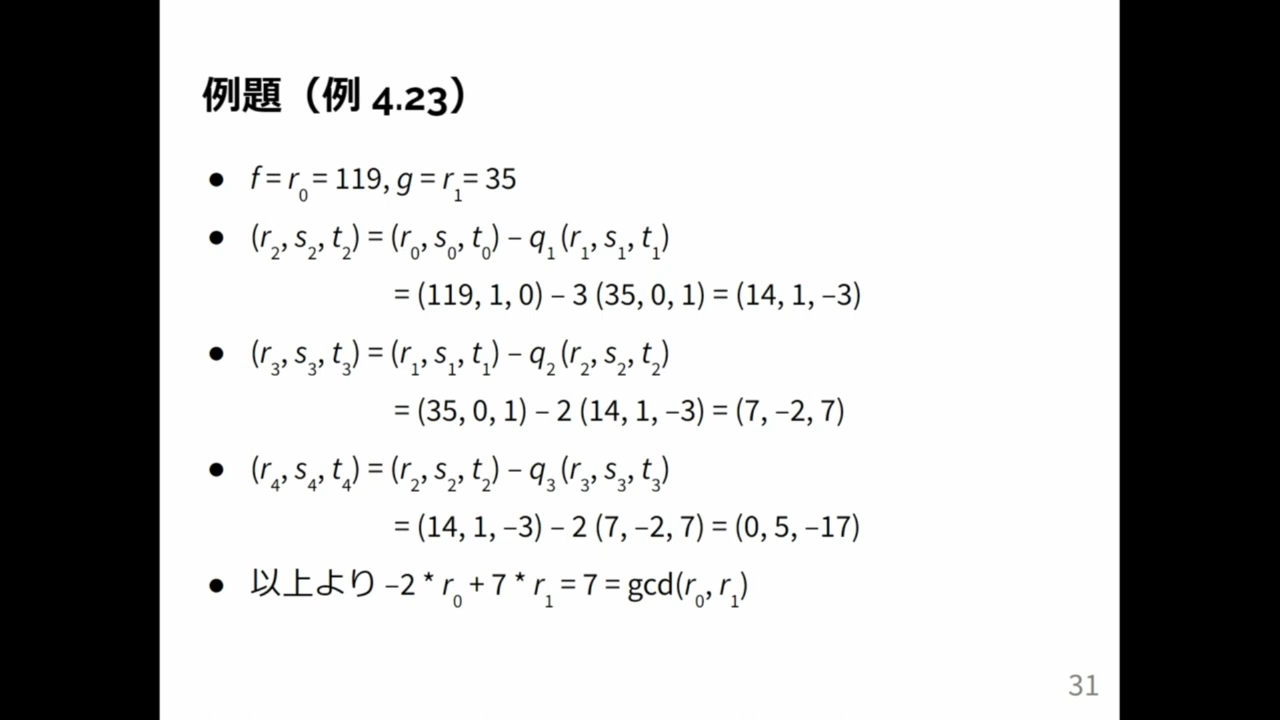 例題（例 4.23）
● f = r₀ = 119, g = r₁ = 35
● (r₂, s₂, t₂) = (r₀, s₀, t₀) – q₁ (r₁, s₁, t₁)
= (119, 1, 0) – 3 (35, 0, 1) = (14, 1, –3)
● (r₃, s₃, t₃) = (r₁, s₁, t₁) – q₂ (r₂, s₂, t₂)
= (35, 0, 1) – 2 (14, 1, –3) = (7, –2, 7)
● (r₄, s₄, t₄) = (r₂, s₂, t₂) – q₃ (r₃, s₃, t₃)
= (14, 1, –3) – 2 (7, –2, 7) = (0, 5, –17)
● 以上より –2 * r₀ + 7 * r₁ = 7 = gcd(r₀, r₁)
31